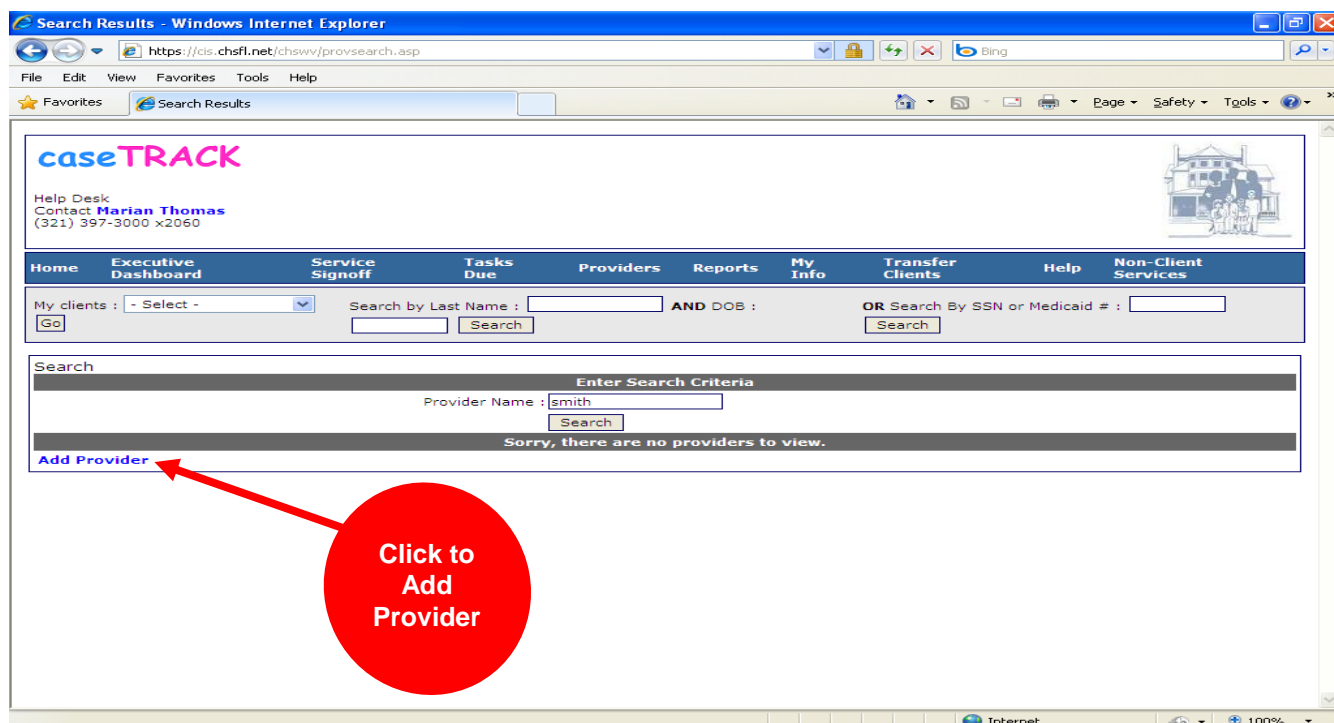 Search Results - Windows Internet Explorer
https://cis.chsfl.net/chswv/provsearch.asp
Bing
File Edit View Favorites Tools Help
Favorites Search Results Page Safety Tools
caseTRACK
Help Desk
Contact Marian Thomas
(321) 397-3000 x2060
Home Executive Dashboard Service Signoff Tasks Due Providers Reports My Info Transfer Clients Help Non-Client Services
My clients : - Select - Search by Last Name : AND DOB : OR Search By SSN or Medicaid # :
Go Search Search
Search
Enter Search Criteria
Provider Name : smith
Search
Sorry, there are no providers to view.
Add Provider
Click to
Add
Provider
Internet 100%